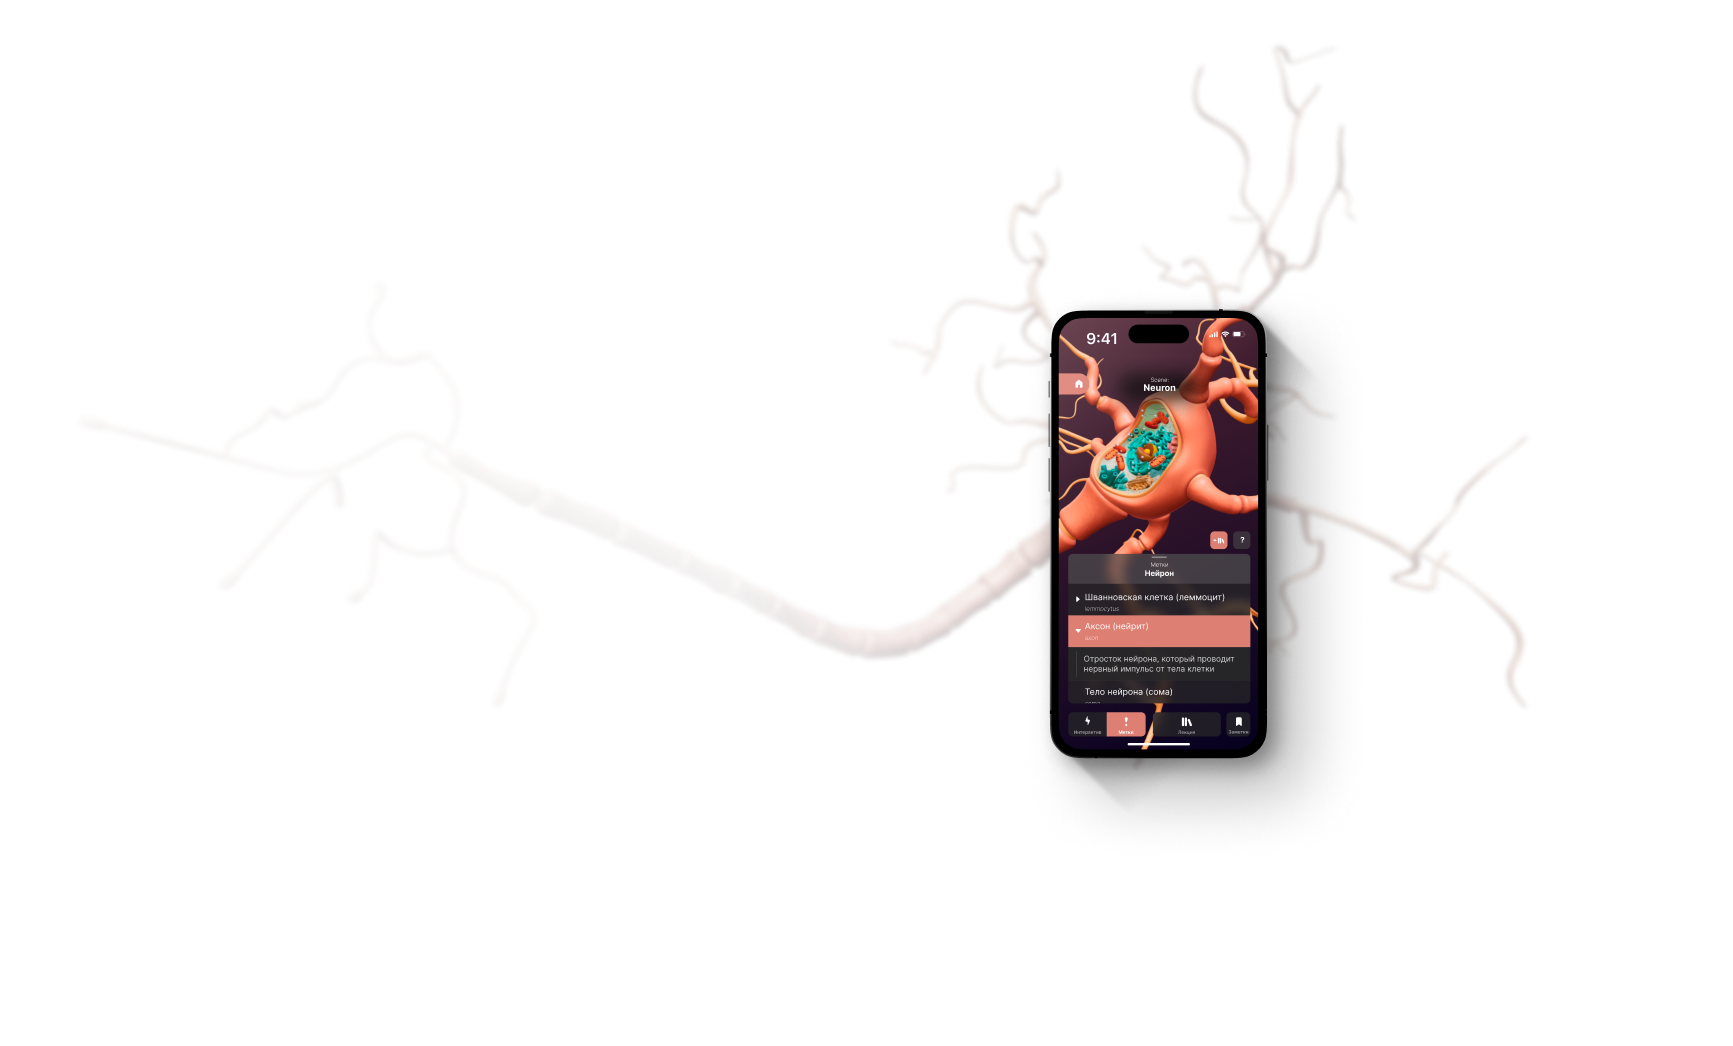 9:41
Scene:
Neuron
?
Метки
Нейрон
Шванновская клетка (леммоцит)
lemmocytus
Аксон (нейрит)
axon
Отросток нейрона, который проводит
нервный импульс от тела клетки
Тело нейрона (сома)
Интерактив
Метки
Лекция
Заметки